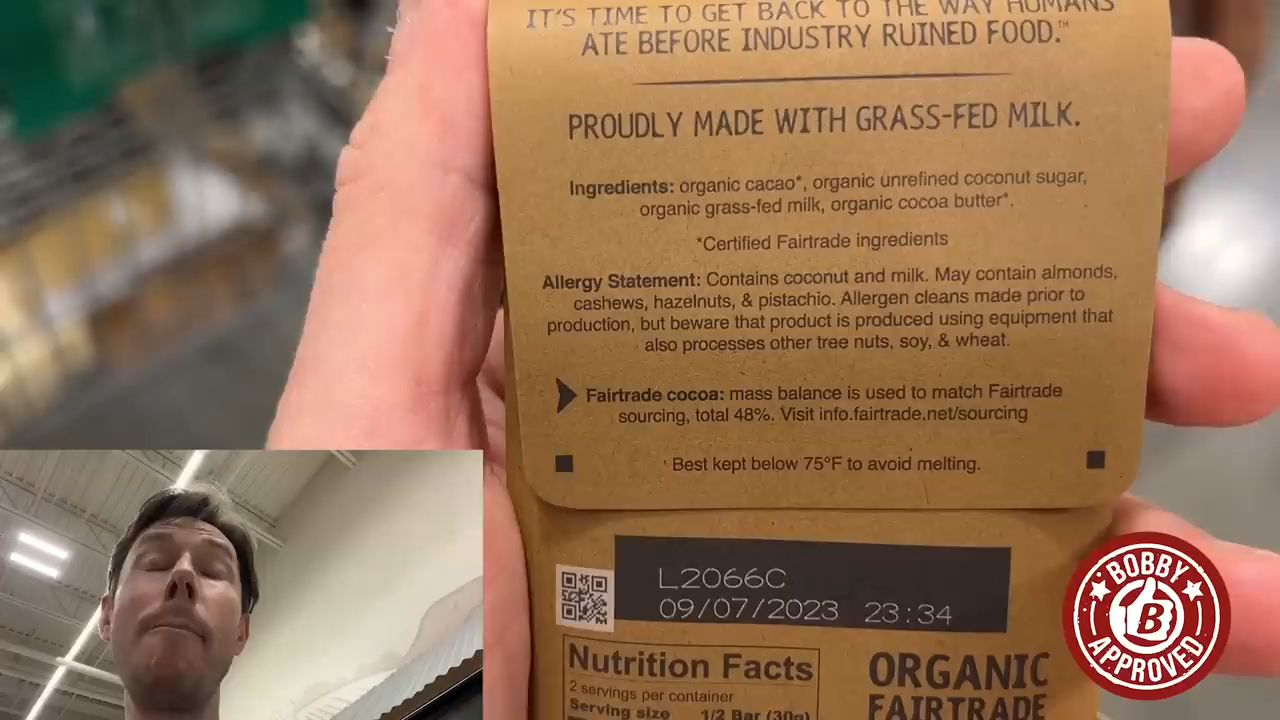 IT'S TIME TO GET BACK TO THE WAY HUMANS
ATE BEFORE INDUSTRY RUINED FOOD.™
PROUDLY MADE WITH GRASS-FED MILK.
Ingredients: organic cacao*, organic unrefined coconut sugar,
organic grass-fed milk, organic cocoa butter*.
*Certified Fairtrade ingredients
Allergy Statement: Contains coconut and milk. May contain almonds,
cashews, hazelnuts, & pistachio. Allergen cleans made prior to
production, but beware that product is produced using equipment that
also processes other tree nuts, soy, & wheat.
Fairtrade cocoa: mass balance is used to match Fairtrade
sourcing, total 48%. Visit info.fairtrade.net/sourcing
Best kept below 75°F to avoid melting.
L2066C
09/07/2023 23:34
Nutrition Facts
2 servings per container
Serving size 1/2 Bar (30g)
ORGANIC
FAIRTRADE
BOBBY
B
APPROVED